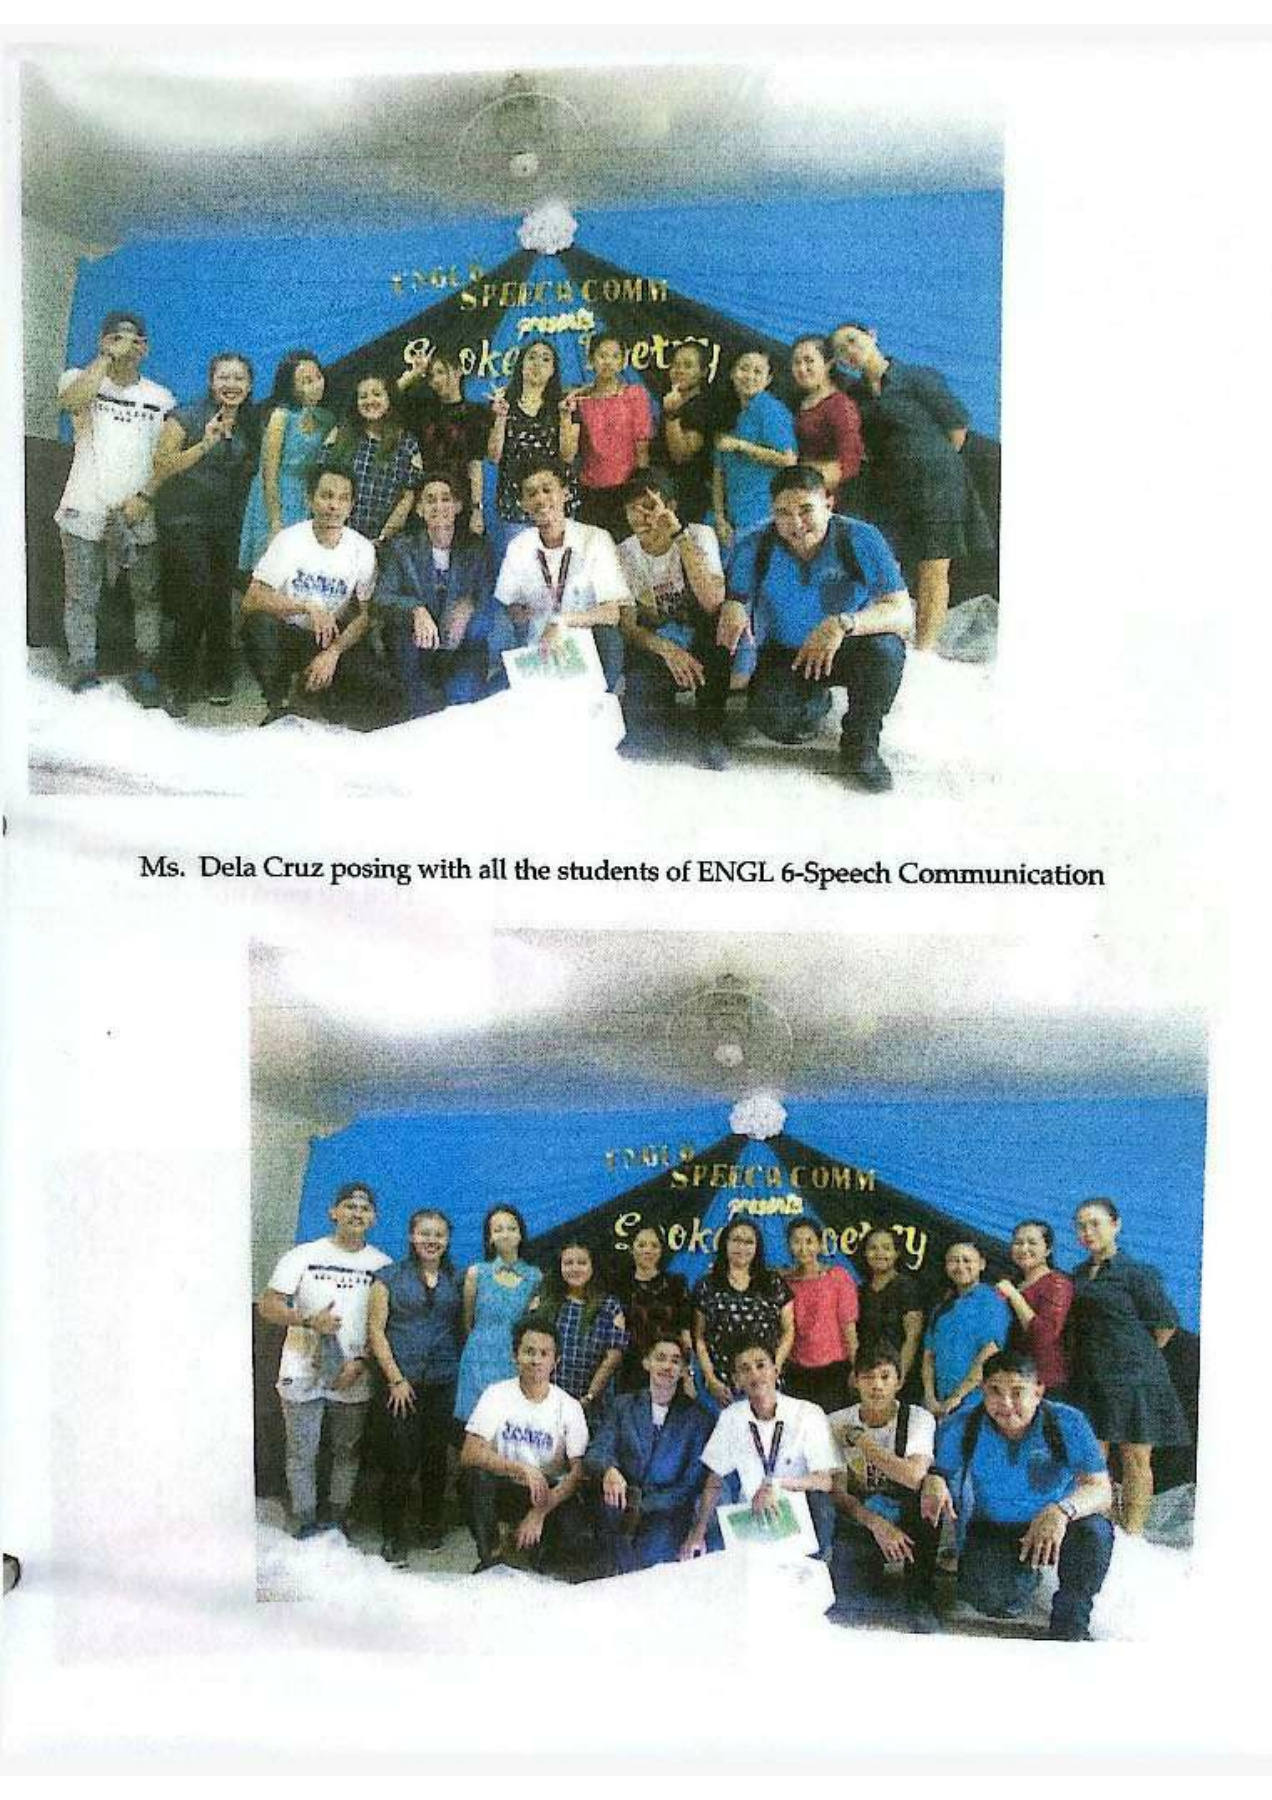 ENGL 6
SPEECH COMM
presents
Ms. Dela Cruz posing with all the students of ENGL 6-Speech Communication
ENGL 6
SPEECH COMM
presents